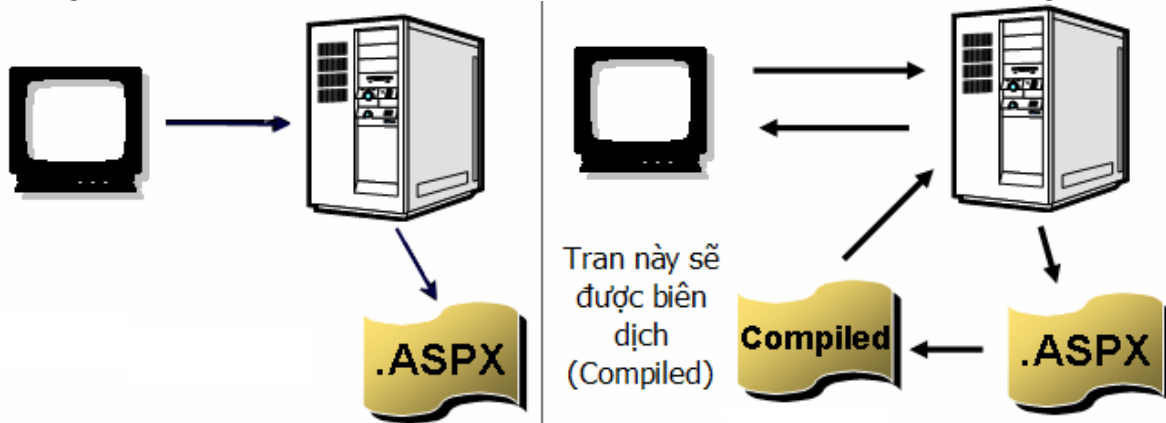 .ASPX
Tran này sẽ
được biên
dịch
(Compiled)
Compiled
.ASPX